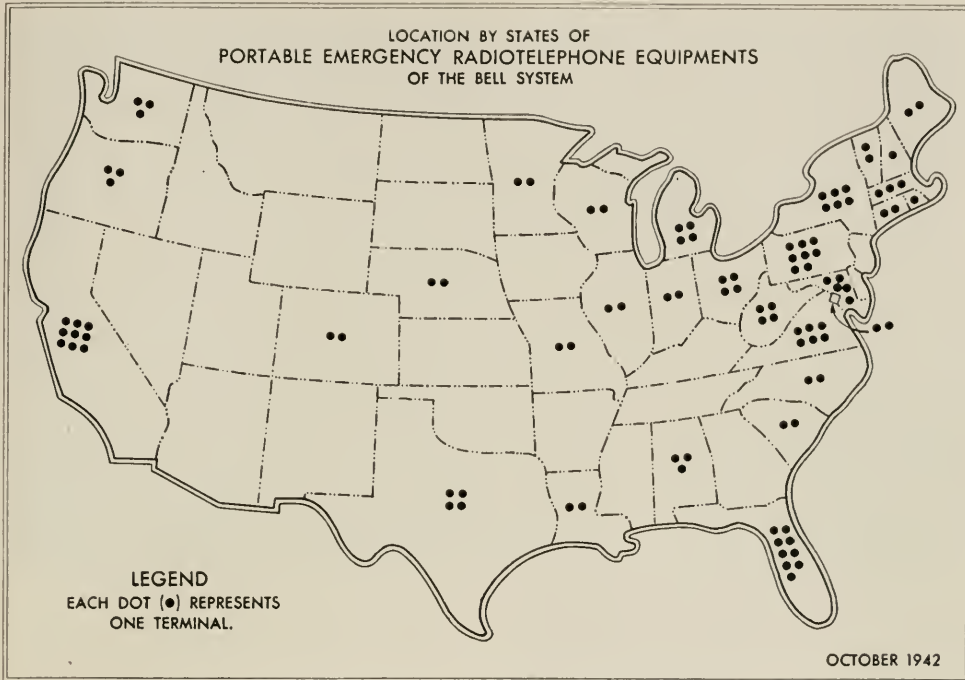 LOCATION BY STATES OF
PORTABLE EMERGENCY RADIOTELEPHONE EQUIPMENTS
OF THE BELL SYSTEM
LEGEND
EACH DOT (●) REPRESENTS
ONE TERMINAL.
OCTOBER 1942